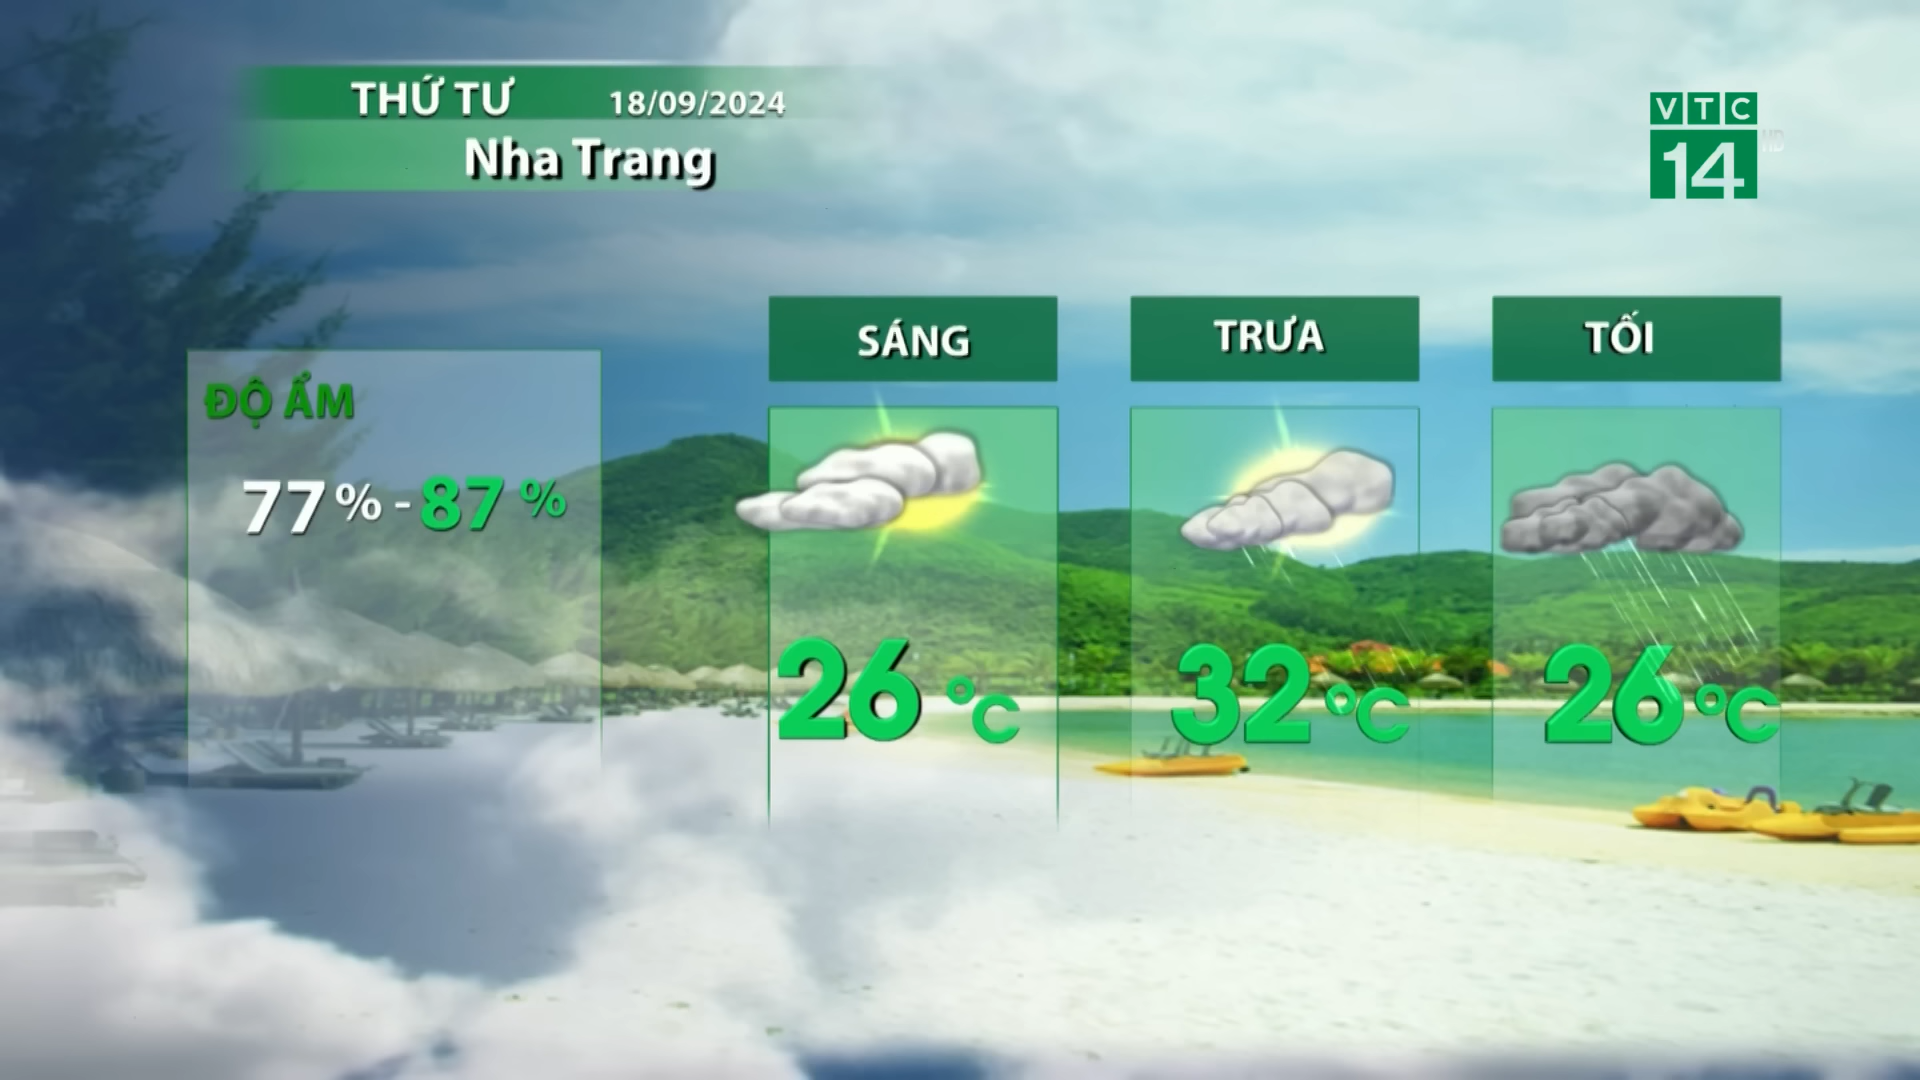 THỨ TƯ 18/09/2024
Nha Trang
VTC
14
HD
SÁNG TRƯA TỐI
ĐỘ ẨM
77% - 87%
26°C 32°C 26°C